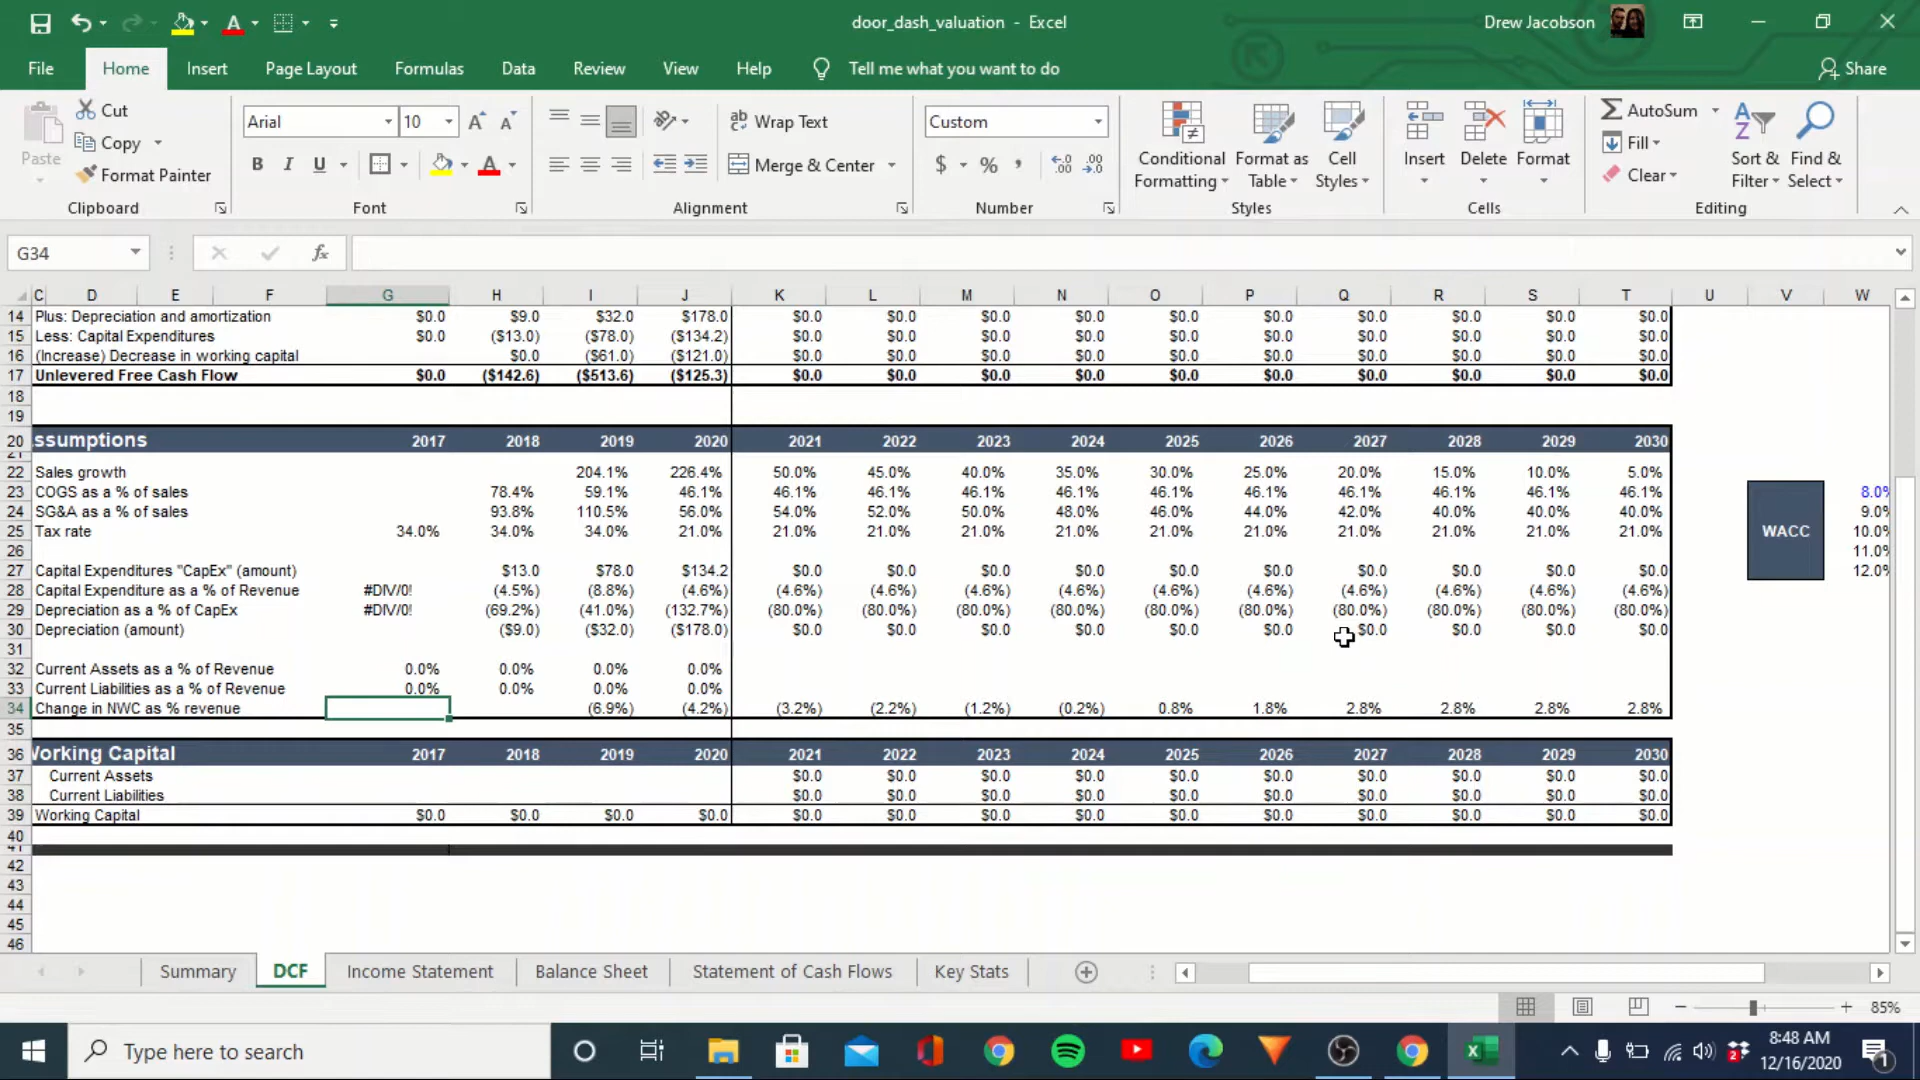 door_dash_valuation - Excel
Drew Jacobson
File Home Insert Page Layout Formulas Data Review View Help Tell me what you want to do Share
Paste
Cut
Copy
Format Painter
Clipboard
Arial 10
B I U
Font
Wrap Text
Merge & Center
Alignment
Custom
$ % ,
Number
Conditional Formatting
Format as Table
Cell Styles
Styles
Insert Delete Format
Cells
AutoSum
Fill
Clear
Sort & Filter
Find & Select
Editing
G34 fx
C D E F G H I J K L M N O P Q R S T U V W
14 Plus: Depreciation and amortization $0.0 $9.0 $32.0 $178.0 $0.0 $0.0 $0.0 $0.0 $0.0 $0.0 $0.0 $0.0 $0.0 $0.0
15 Less: Capital Expenditures $0.0 ($13.0) ($78.0) ($134.2) $0.0 $0.0 $0.0 $0.0 $0.0 $0.0 $0.0 $0.0 $0.0 $0.0
16 (Increase) Decrease in working capital $0.0 ($61.0) ($121.0) $0.0 $0.0 $0.0 $0.0 $0.0 $0.0 $0.0 $0.0 $0.0 $0.0
17 Unlevered Free Cash Flow $0.0 ($142.6) ($513.6) ($125.3) $0.0 $0.0 $0.0 $0.0 $0.0 $0.0 $0.0 $0.0 $0.0 $0.0
18
19
20 ssumptions 2017 2018 2019 2020 2021 2022 2023 2024 2025 2026 2027 2028 2029 2030
22 Sales growth 204.1% 226.4% 50.0% 45.0% 40.0% 35.0% 30.0% 25.0% 20.0% 15.0% 10.0% 5.0%
23 COGS as a % of sales 78.4% 59.1% 46.1% 46.1% 46.1% 46.1% 46.1% 46.1% 46.1% 46.1% 46.1% 46.1% 46.1% 8.0%
24 SG&A as a % of sales 93.8% 110.5% 56.0% 54.0% 52.0% 50.0% 48.0% 46.0% 44.0% 42.0% 40.0% 40.0% 40.0% 9.0%
25 Tax rate 34.0% 34.0% 34.0% 21.0% 21.0% 21.0% 21.0% 21.0% 21.0% 21.0% 21.0% 21.0% 21.0% 21.0% WACC 10.0%
26 11.0%
27 Capital Expenditures "CapEx" (amount) $13.0 $78.0 $134.2 $0.0 $0.0 $0.0 $0.0 $0.0 $0.0 $0.0 $0.0 $0.0 $0.0 12.0%
28 Capital Expenditure as a % of Revenue #DIV/0! (4.5%) (8.8%) (4.6%) (4.6%) (4.6%) (4.6%) (4.6%) (4.6%) (4.6%) (4.6%) (4.6%) (4.6%) (4.6%)
29 Depreciation as a % of CapEx #DIV/0! (69.2%) (41.0%) (132.7%) (80.0%) (80.0%) (80.0%) (80.0%) (80.0%) (80.0%) (80.0%) (80.0%) (80.0%) (80.0%)
30 Depreciation (amount) ($9.0) ($32.0) ($178.0) $0.0 $0.0 $0.0 $0.0 $0.0 $0.0 $0.0 $0.0 $0.0 $0.0
31
32 Current Assets as a % of Revenue 0.0% 0.0% 0.0% 0.0%
33 Current Liabilities as a % of Revenue 0.0% 0.0% 0.0% 0.0%
34 Change in NWC as % revenue (6.9%) (4.2%) (3.2%) (2.2%) (1.2%) (0.2%) 0.8% 1.8% 2.8% 2.8% 2.8% 2.8%
35
36 Working Capital 2017 2018 2019 2020 2021 2022 2023 2024 2025 2026 2027 2028 2029 2030
37 Current Assets $0.0 $0.0 $0.0 $0.0 $0.0 $0.0 $0.0 $0.0 $0.0 $0.0
38 Current Liabilities $0.0 $0.0 $0.0 $0.0 $0.0 $0.0 $0.0 $0.0 $0.0 $0.0
39 Working Capital $0.0 $0.0 $0.0 $0.0 $0.0 $0.0 $0.0 $0.0 $0.0 $0.0 $0.0 $0.0 $0.0 $0.0
40
42
43
44
45
46
Summary DCF Income Statement Balance Sheet Statement of Cash Flows Key Stats
85%
Type here to search
8:48 AM
12/16/2020